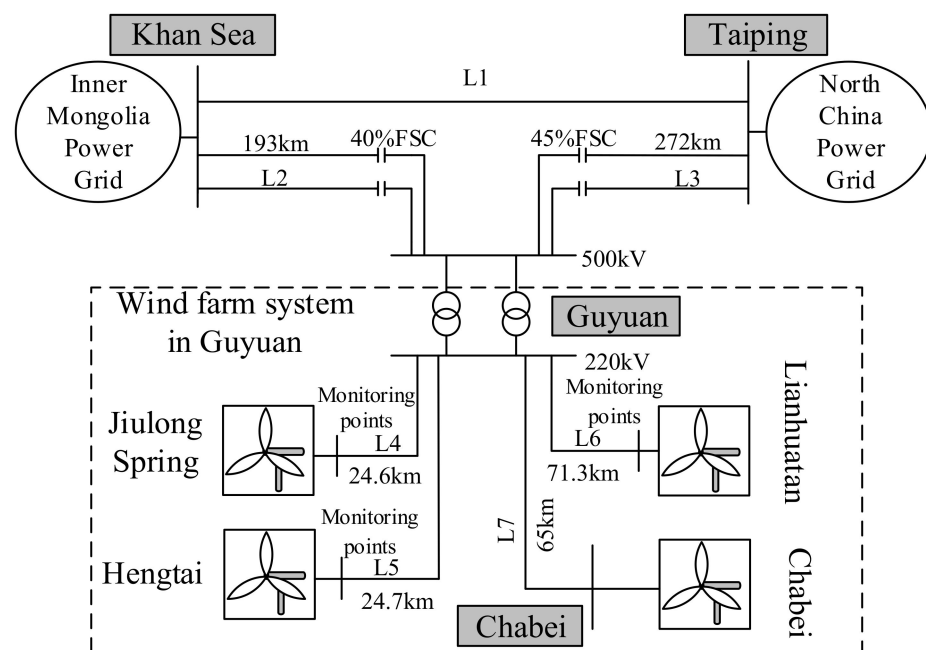 Khan Sea
Taiping
Inner
Mongolia
Power
Grid
L1
North
China
Power
Grid
193km
40%FSC
45%FSC
272km
L2
L3
500kV
Wind farm system
in Guyuan
Guyuan
220kV
Jiulong
Spring
Monitoring
points
L4
24.6km
Monitoring
points
L6
71.3km
Lianhuatan
Hengtai
Monitoring
points
L5
24.7km
L7
65km
Chabei
Chabei